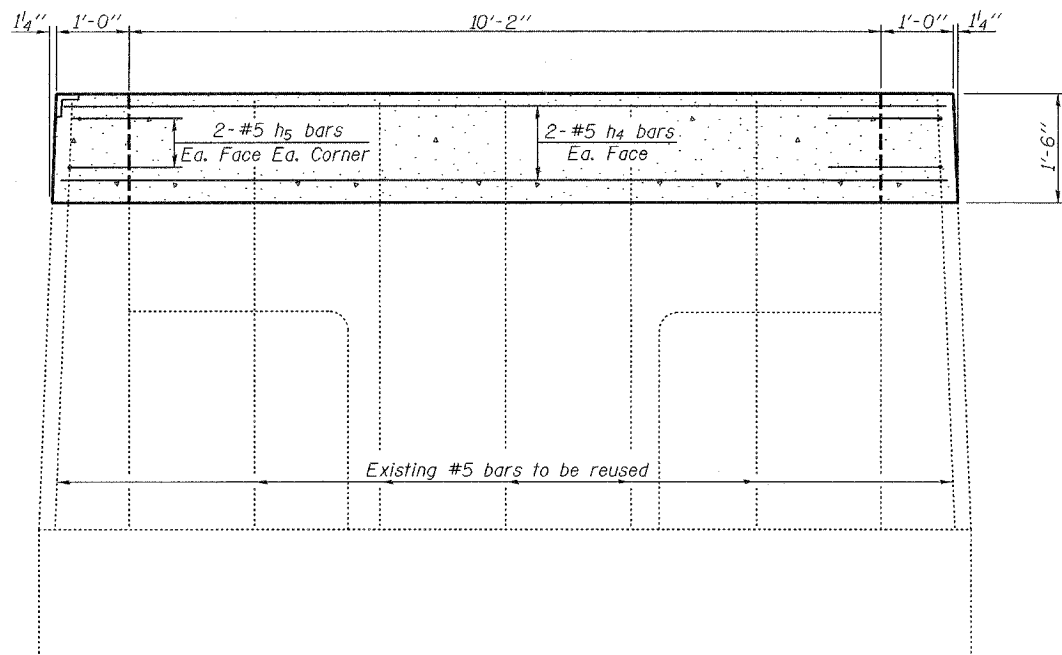 1¼" 1'-0" 10'-2" 1'-0" 1¼"
2-#5 h5 bars
Ea. Face Ea. Corner
2-#5 h4 bars
Ea. Face
1'-6"
Existing #5 bars to be reused